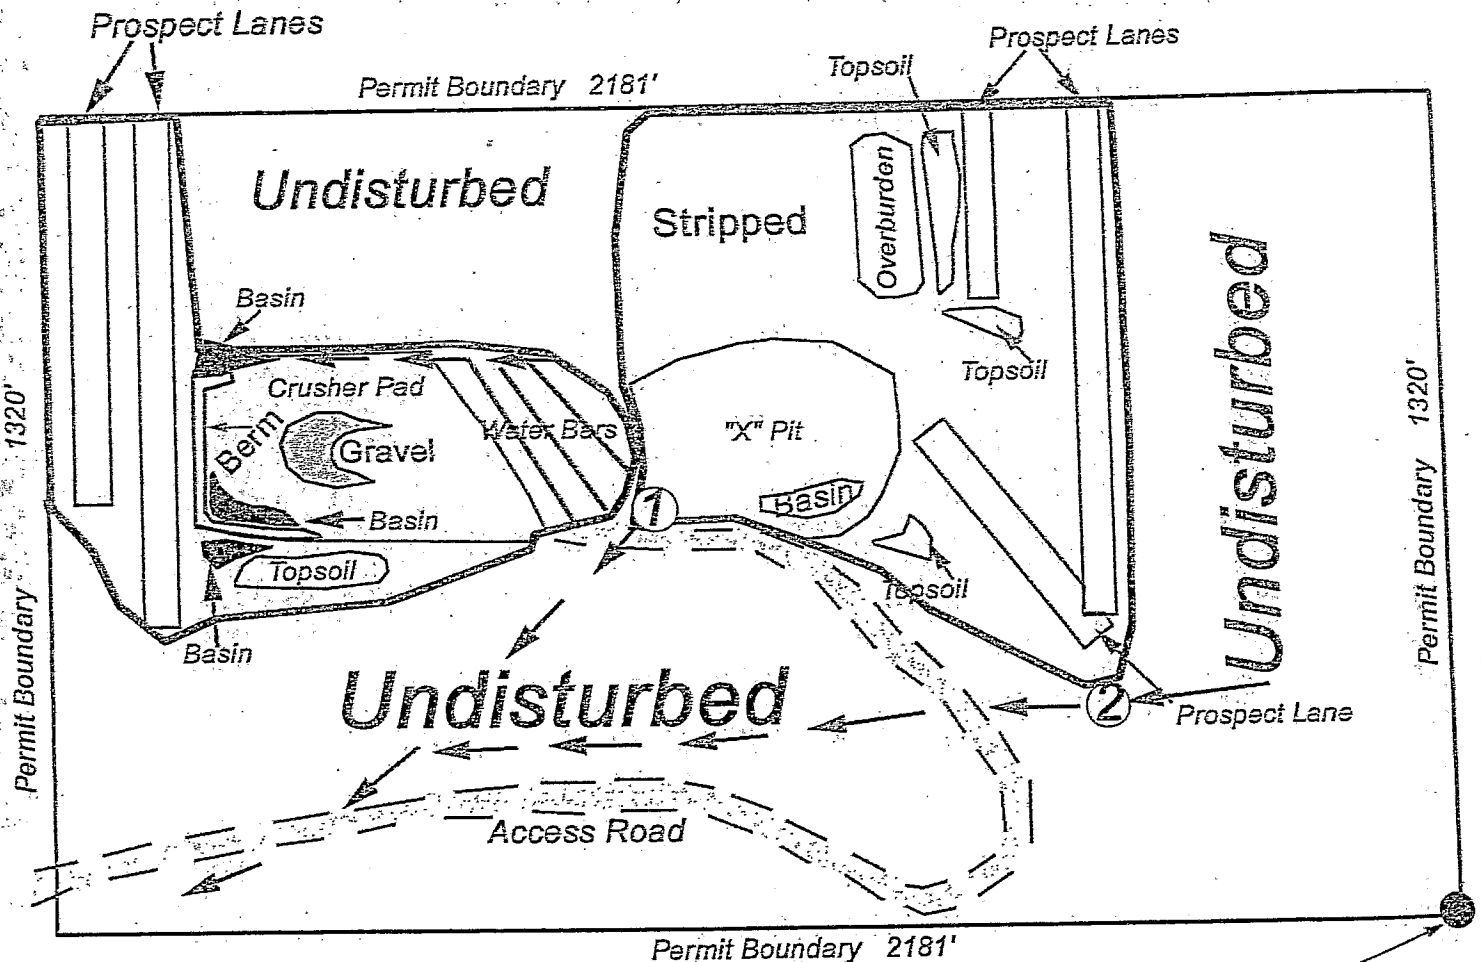 Prospect Lanes
Prospect Lanes
Topsoil
Permit Boundary 2181'
Undisturbed
Stripped
Overburden
Undisturbed
Basin
Topsoil
Crusher Pad
1320'
1320'
Berm
Gravel
Water Bars
"X" Pit
Basin
Basin
1
Topsoil
Topsoil
Permit Boundary
Permit Boundary
Basin
Undisturbed
2
Prospect Lane
Access Road
Permit Boundary 2181'